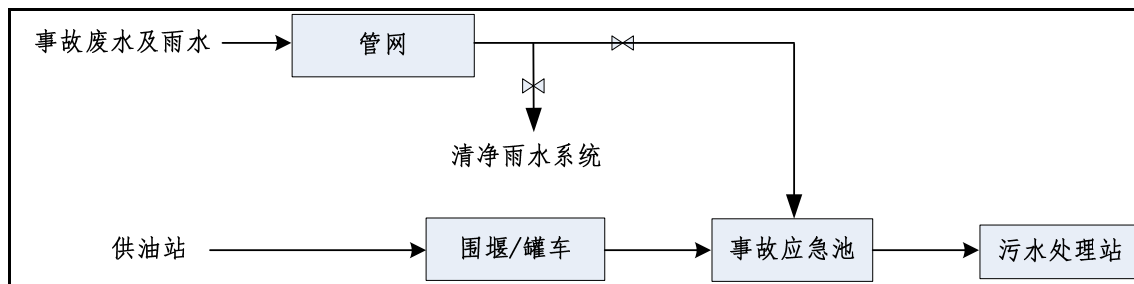 事故废水及雨水
管网
清净雨水系统
供油站
围堰/罐车
事故应急池
污水处理站